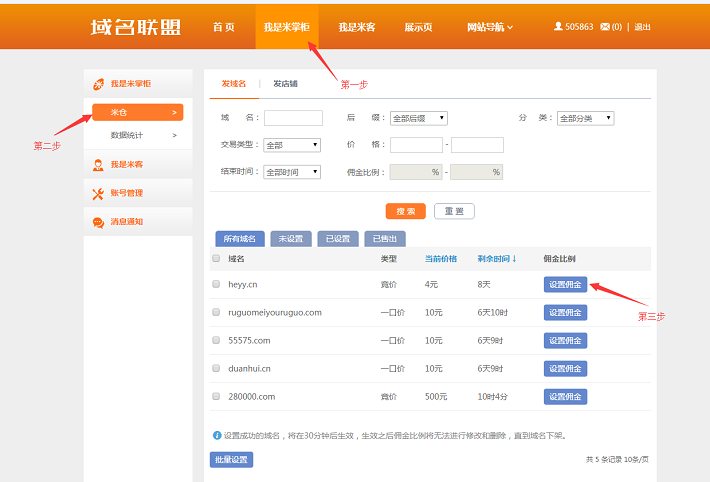 域名联盟 首 页 我是米掌柜 我是米客 展示页 网站导航 505863 (0) | 退出
第一步
我是米掌柜
米仓 >
数据统计 >
第二步
我是米客
账号管理
消息通知
发域名 | 发店铺
域 名： 后 缀：全部后缀 分 类：全部分类
交易类型：全部 价 格： -
结束时间：全部时间 佣金比例： % - %
搜 索 重 置
所有域名 未设置 已设置 已售出
域名 类型 当前价格 剩余时间↓ 佣金比例
heyy.cn 竞价 4元 8天 设置佣金
ruguomeiyouruguo.com 一口价 10元 6天10时 设置佣金
第三步
55575.com 一口价 10元 6天9时 设置佣金
duanhui.cn 一口价 10元 6天9时 设置佣金
280000.com 竞价 500元 10时4分 设置佣金
设置成功的域名，将在30分钟后生效，生效之后佣金比例将无法进行修改和删除，直到域名下架。
批量设置 共 5 条记录 10条/页